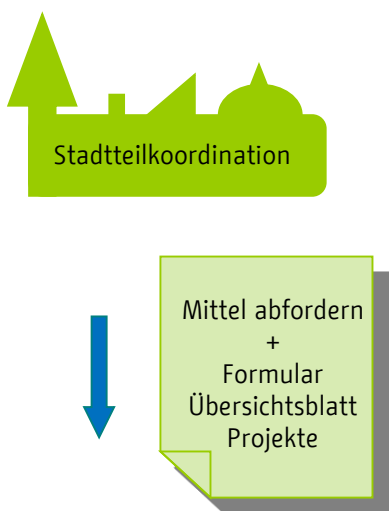 Stadtteilkoordination
Mittel abfordern
+
Formular
Übersichtsblatt
Projekte